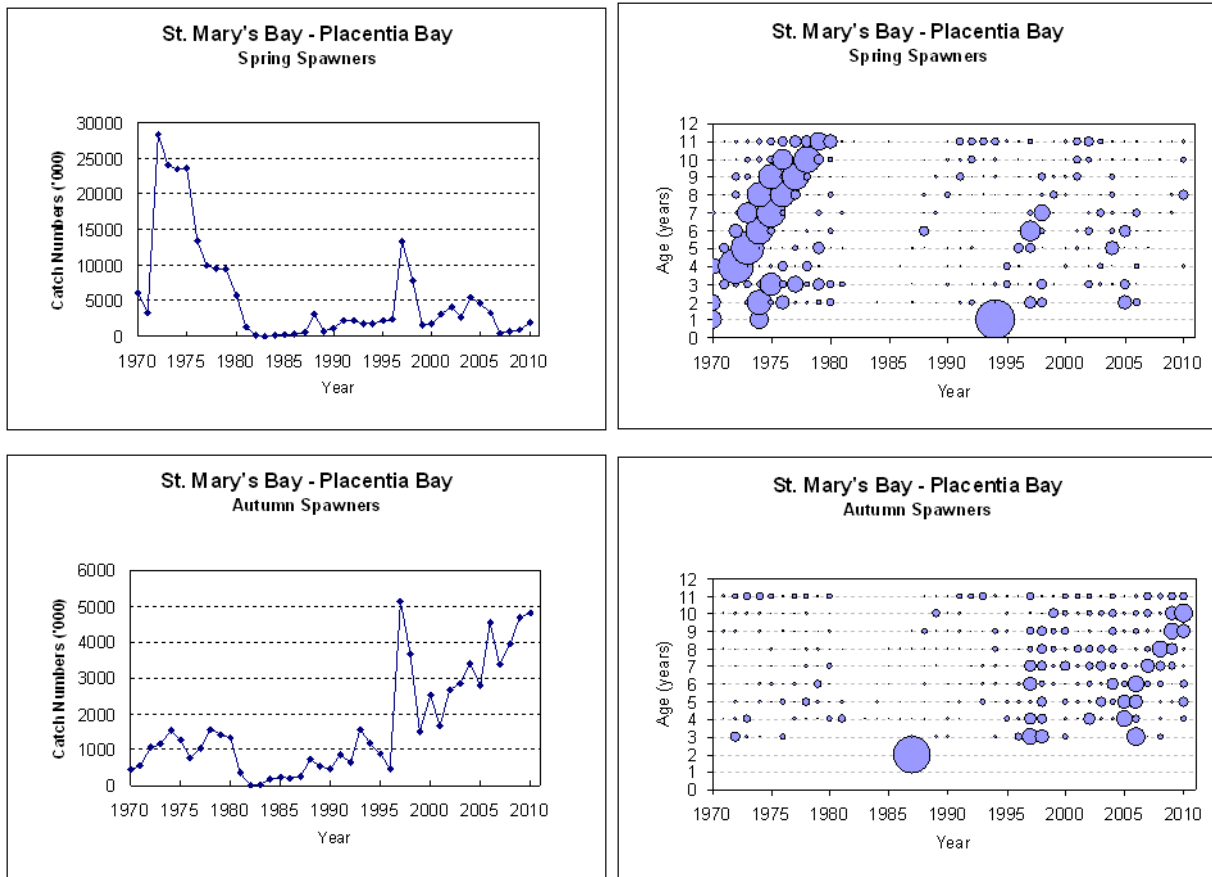 St. Mary's Bay - Placentia Bay
Spring Spawners
Catch Numbers ('000)
30000
25000
20000
15000
10000
5000
0
1970 1975 1980 1985 1990 1995 2000 2005 2010
Year
St. Mary's Bay - Placentia Bay
Spring Spawners
Age (years)
12
11
10
9
8
7
6
5
4
3
2
1
0
1970 1975 1980 1985 1990 1995 2000 2005 2010
Year
St. Mary's Bay - Placentia Bay
Autumn Spawners
Catch Numbers ('000)
6000
5000
4000
3000
2000
1000
0
1970 1975 1980 1985 1990 1995 2000 2005 2010
Year
St. Mary's Bay - Placentia Bay
Autumn Spawners
Age (years)
12
11
10
9
8
7
6
5
4
3
2
1
0
1970 1975 1980 1985 1990 1995 2000 2005 2010
Year